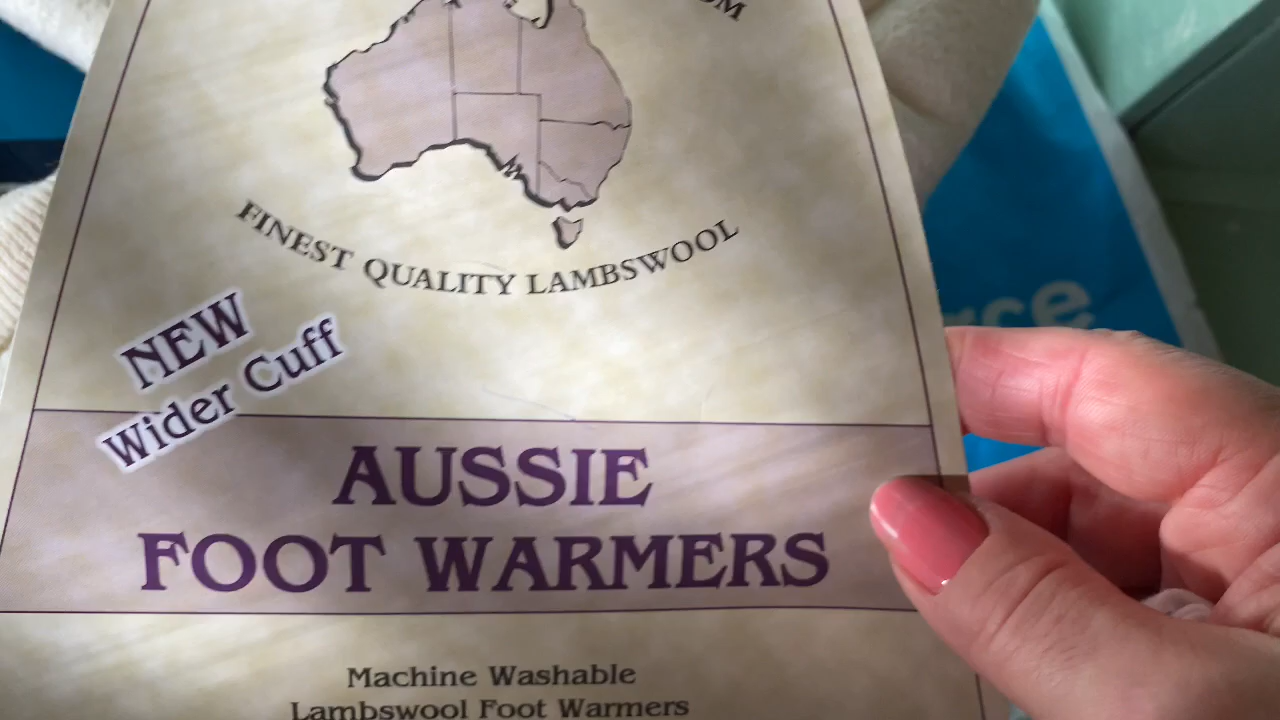 FINEST QUALITY LAMBSWOOL
NEW
Wider Cuff
AUSSIE
FOOT WARMERS
Machine Washable
Lambswool Foot Warmers